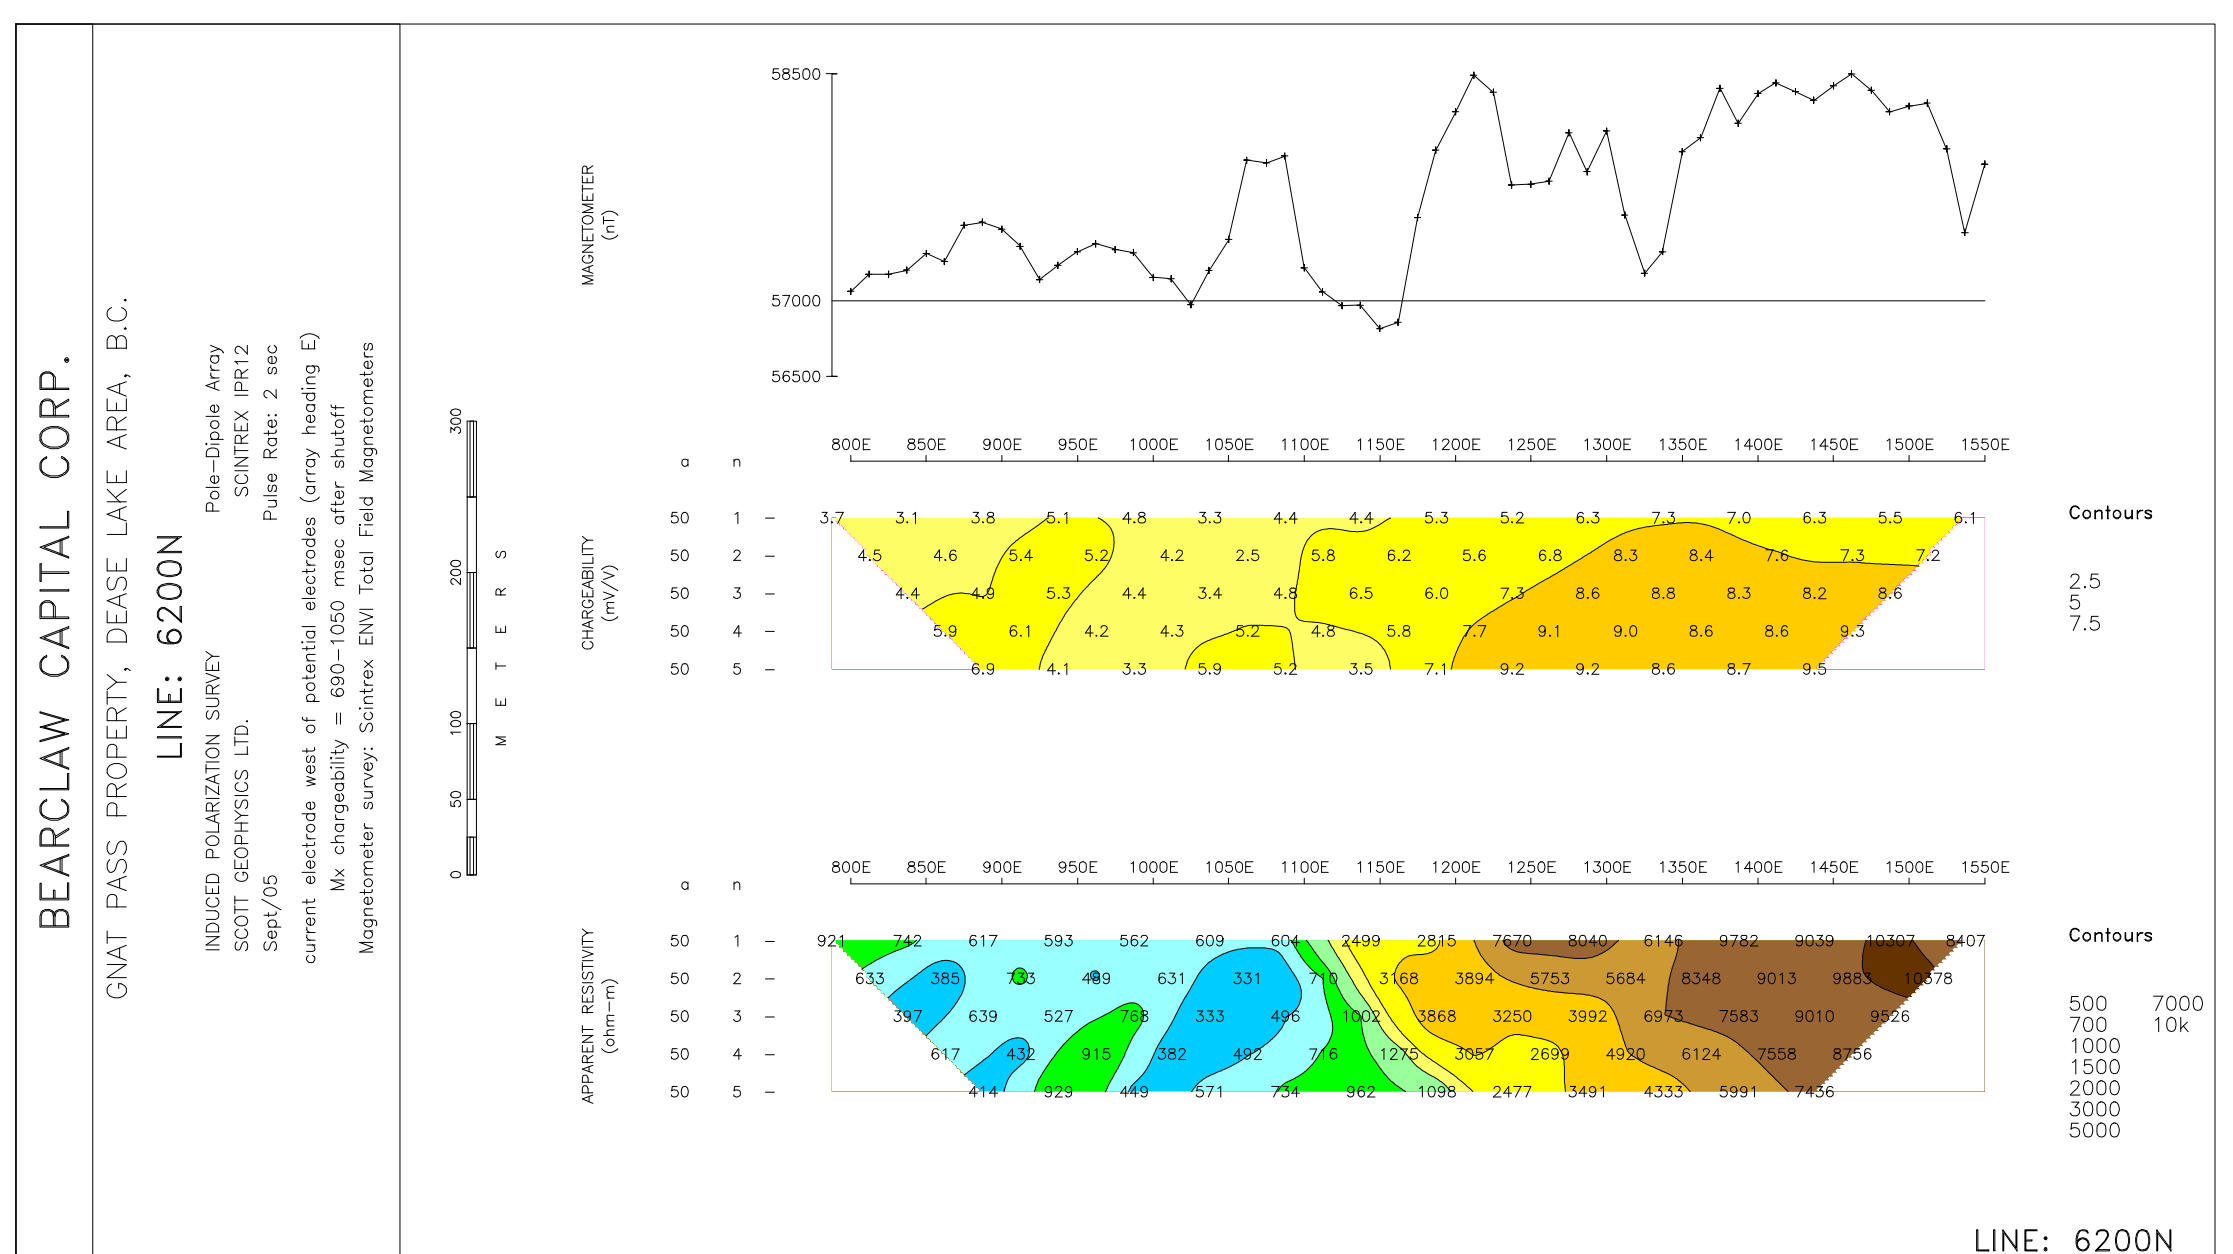 BEARCLAW CAPITAL CORP.
GNAT PASS PROPERTY, DEASE LAKE AREA, B.C.
LINE: 6200N
INDUCED POLARIZATION SURVEY Pole-Dipole Array
SCOTT GEOPHYSICS LTD. SCINTREX IPR12
Sept/05 Pulse Rate: 2 sec
current electrode west of potential electrodes (array heading E)
Mx chargeability = 690-1050 msec after shutoff
Magnetometer survey: Scintrex ENVI Total Field Magnetometers
0 50 100 200 300
METERS
MAGNETOMETER
(nT)
58500
57000
56500
800E 850E 900E 950E 1000E 1050E 1100E 1150E 1200E 1250E 1300E 1350E 1400E 1450E 1500E 1550E
a n
CHARGEABILITY
(mV/V)
50 1 - 3.7 3.1 3.8 5.1 4.8 3.3 4.4 4.4 5.3 5.2 6.3 7.3 7.0 6.3 5.5 6.1
50 2 - 4.5 4.6 5.4 5.2 4.2 2.5 5.8 6.2 5.6 6.8 8.3 8.4 7.6 7.3 7.2
50 3 - 4.4 4.9 5.3 4.4 3.4 4.8 6.5 6.0 7.3 8.6 8.8 8.3 8.2 8.6
50 4 - 5.9 6.1 4.2 4.3 5.2 4.8 5.8 7.7 9.1 9.0 8.6 8.6 9.3
50 5 - 6.9 4.1 3.3 5.9 5.2 3.5 7.1 9.2 9.2 8.6 8.7 9.5
Contours
2.5
5
7.5
800E 850E 900E 950E 1000E 1050E 1100E 1150E 1200E 1250E 1300E 1350E 1400E 1450E 1500E 1550E
a n
APPARENT RESISTIVITY
(ohm-m)
50 1 - 921 742 617 593 562 609 604 2499 2815 7670 8040 6146 9782 9039 10307 8407
50 2 - 633 385 733 489 631 331 710 3168 3894 5753 5684 8348 9013 9883 10378
50 3 - 397 639 527 768 333 496 1002 3868 3250 3992 6973 7583 9010 9526
50 4 - 617 432 915 382 492 716 1275 3057 2699 4920 6124 7558 8756
50 5 - 414 929 449 571 734 962 1098 2477 3491 4333 5991 7436
Contours
500 7000
700 10k
1000
1500
2000
3000
5000
LINE: 6200N